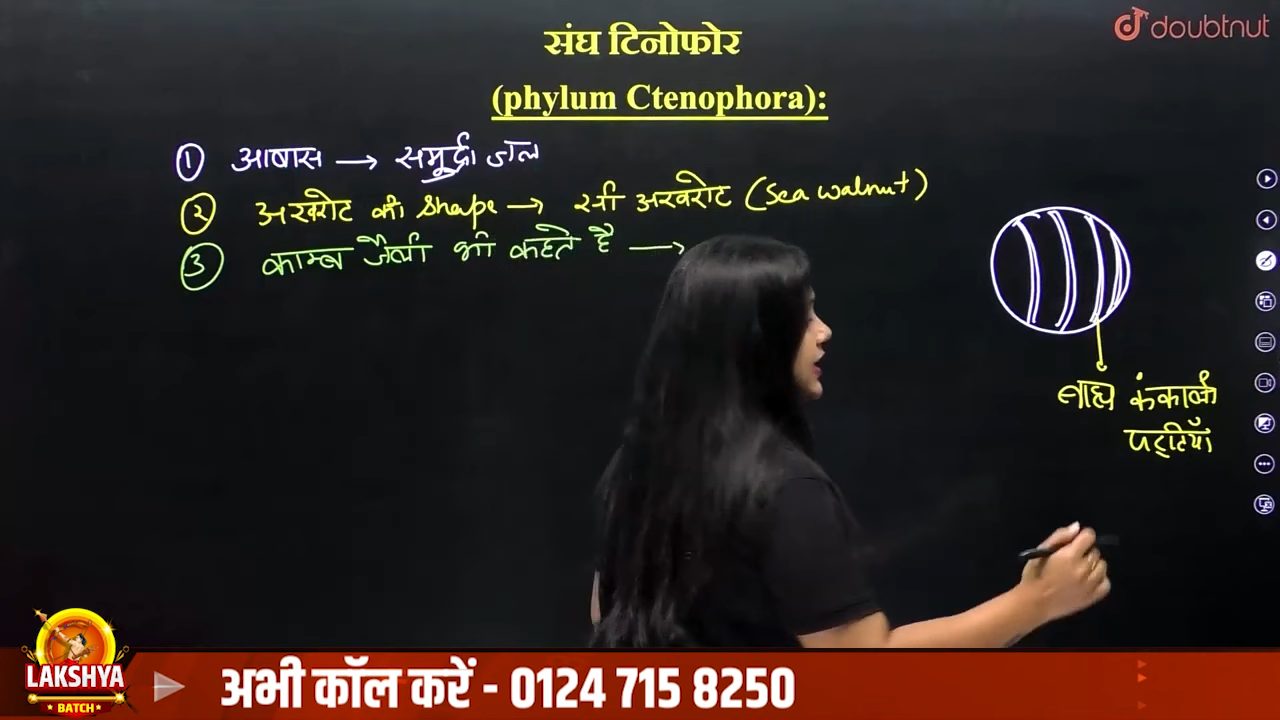 doubtnut
संघ टिनोफोर
(phylum Ctenophora):
① आवास → समुद्री जल
② अखरोट की shape → समुद्री अखरोट (Sea walnut)
③ काम्ब जैली भी कहते है →
बाह्य कंकाली
पट्टियाँ
LAKSHYA
BATCH
अभी कॉल करें - 0124 715 8250